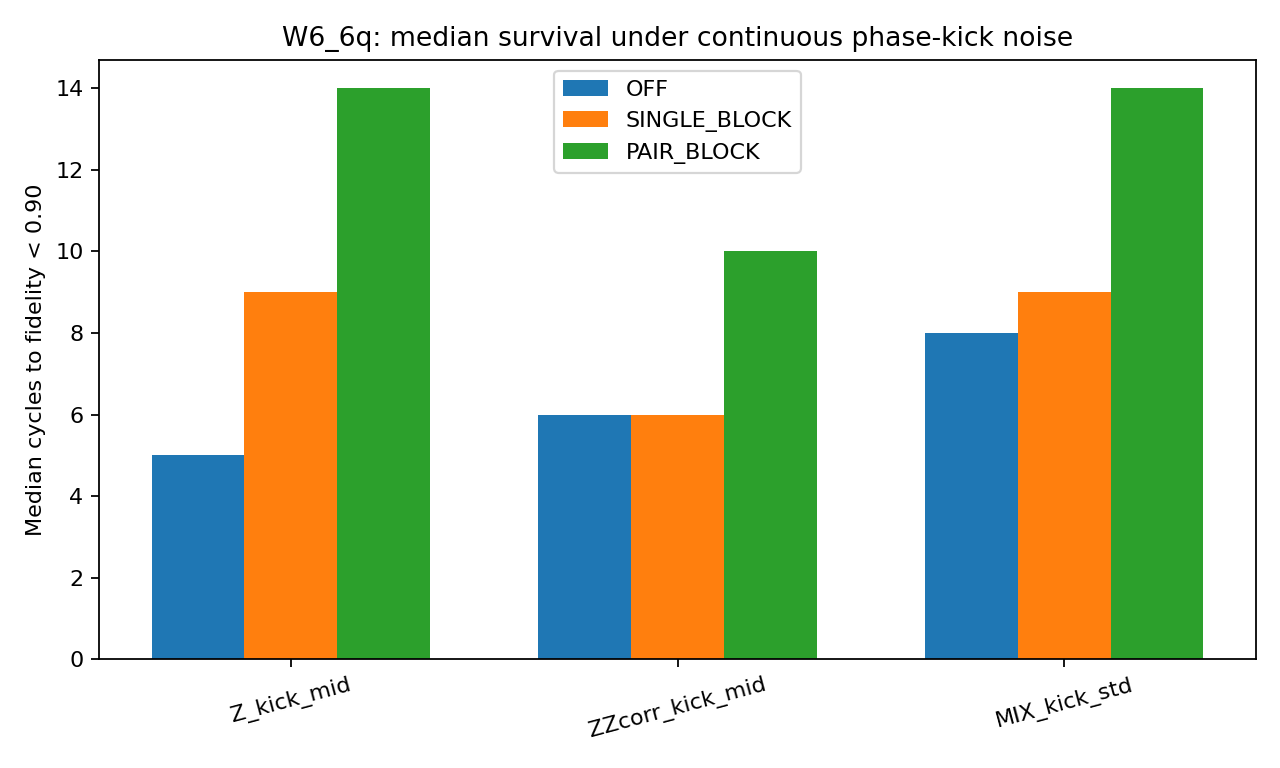 W6_6q: median survival under continuous phase-kick noise
OFF
SINGLE_BLOCK
PAIR_BLOCK
Median cycles to fidelity < 0.90
14
12
10
8
6
4
2
0
Z_kick_mid
ZZcorr_kick_mid
MIX_kick_std